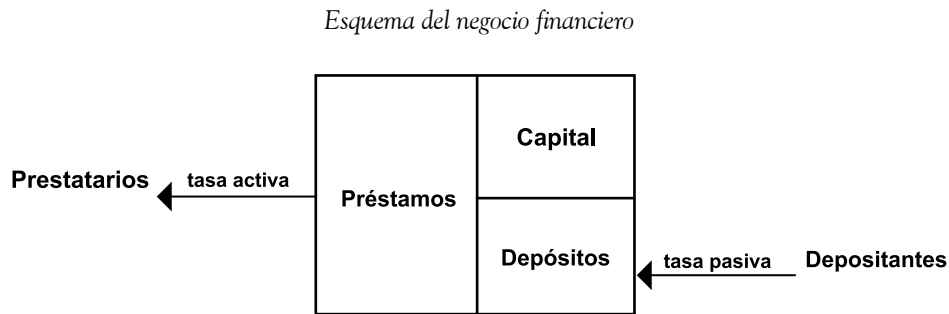 Esquema del negocio financiero
Capital
Prestatarios
tasa activa
Préstamos
Depósitos
tasa pasiva
Depositantes